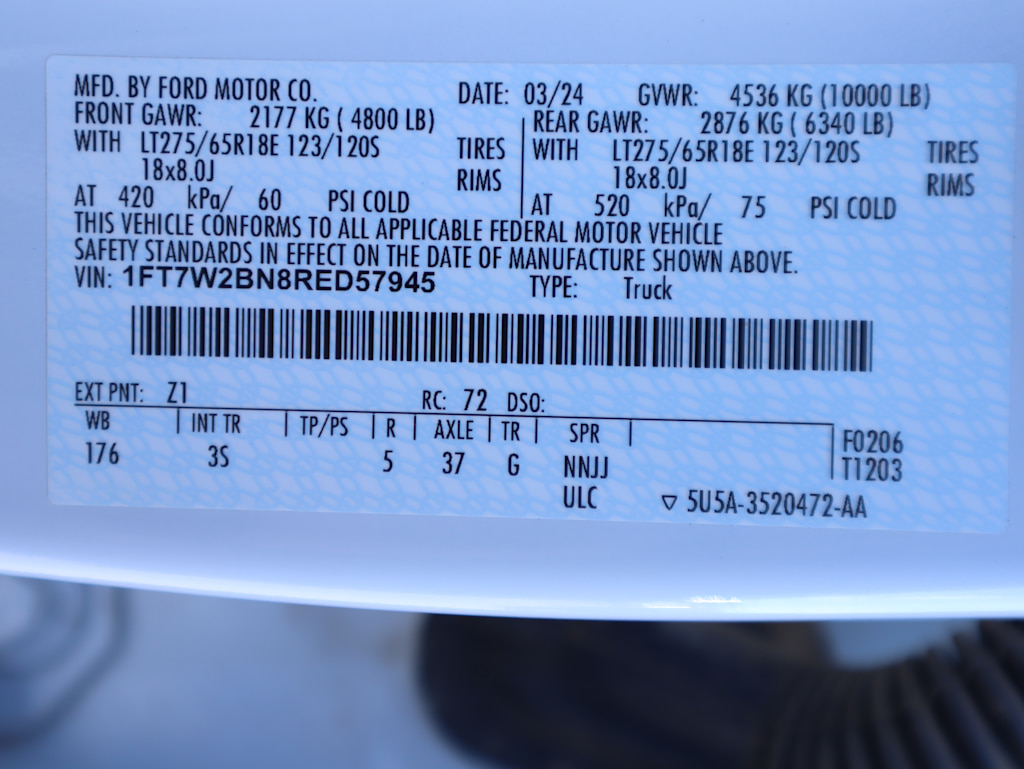 MFD. BY FORD MOTOR CO. DATE: 03/24 GVWR: 4536 KG (10000 LB)
FRONT GAWR: 2177 KG ( 4800 LB) REAR GAWR: 2876 KG ( 6340 LB)
WITH LT275/65R18E 123/120S TIRES WITH LT275/65R18E 123/120S TIRES
18x8.0J RIMS 18x8.0J RIMS
AT 420 kPa/ 60 PSI COLD AT 520 kPa/ 75 PSI COLD
THIS VEHICLE CONFORMS TO ALL APPLICABLE FEDERAL MOTOR VEHICLE
SAFETY STANDARDS IN EFFECT ON THE DATE OF MANUFACTURE SHOWN ABOVE.
VIN: 1FT7W2BN8RED57945 TYPE: Truck
EXT PNT: Z1 RC: 72 DSO:
WB INT TR TP/PS R AXLE TR SPR F0206
176 3S 5 37 G NNJJ T1203
ULC ▽ 5U5A-3520472-AA